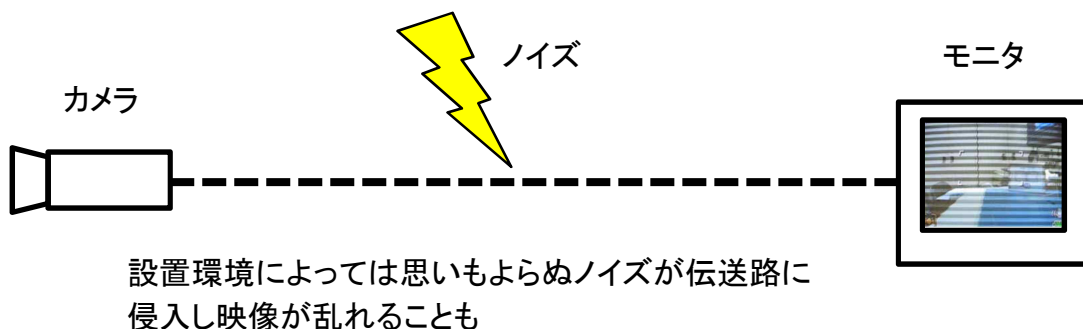 ノイズ
モニタ
カメラ
設置環境によっては思いもよらぬノイズが伝送路に
侵入し映像が乱れることも